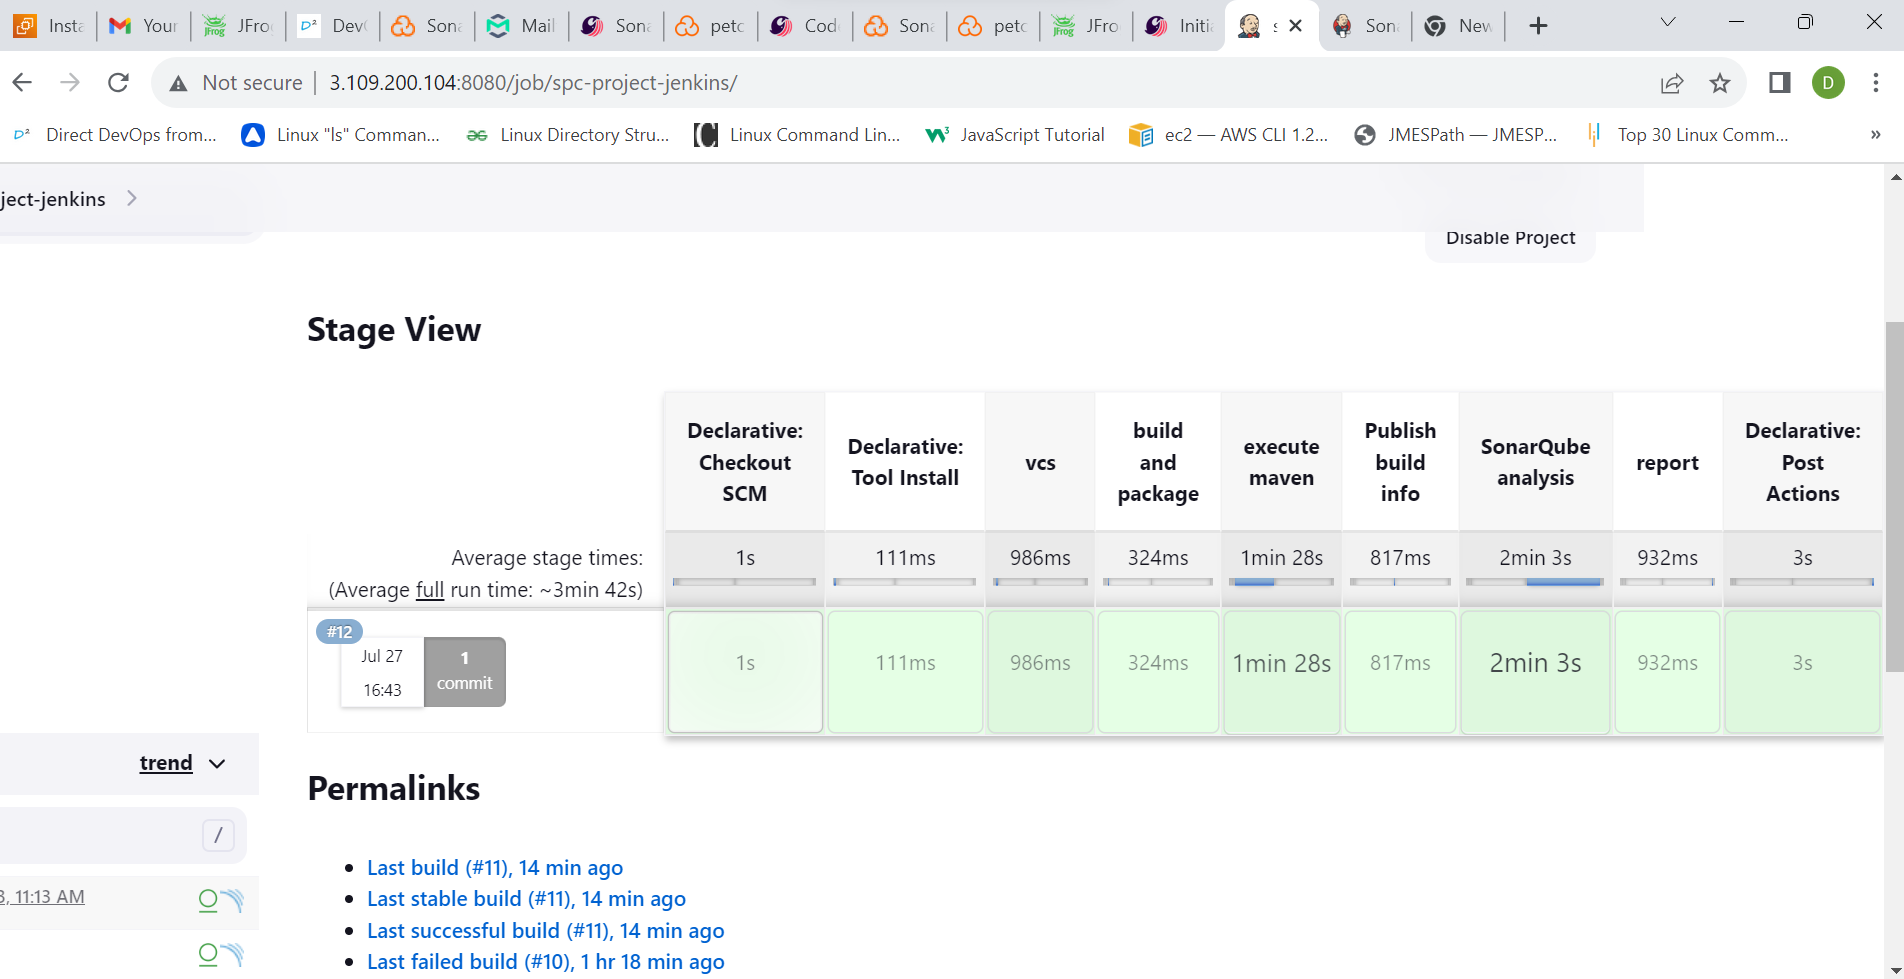 Insta
Your
JFro
Dev
Sona
Mail
Sona
petc
Code
Sona
petc
JFro
Initia
s
Sona
New
Not secure
3.109.200.104:8080/job/spc-project-jenkins/
D
Direct DevOps from...
Linux "ls" Comman...
Linux Directory Stru...
Linux Command Lin...
JavaScript Tutorial
ec2 — AWS CLI 1.2...
JMESPath — JMESP...
Top 30 Linux Comm...
»
ject-jenkins
Disable Project
Stage View
Declarative:
Checkout
SCM
Declarative:
Tool Install
vcs
build
and
package
execute
maven
Publish
build
info
SonarQube
analysis
report
Declarative:
Post
Actions
Average stage times:
(Average full run time: ~3min 42s)
1s
111ms
986ms
324ms
1min 28s
817ms
2min 3s
932ms
3s
#12
Jul 27
16:43
1
commit
1s
111ms
986ms
324ms
1min 28s
817ms
2min 3s
932ms
3s
trend
/
3, 11:13 AM
Permalinks
Last build (#11), 14 min ago
Last stable build (#11), 14 min ago
Last successful build (#11), 14 min ago
Last failed build (#10), 1 hr 18 min ago